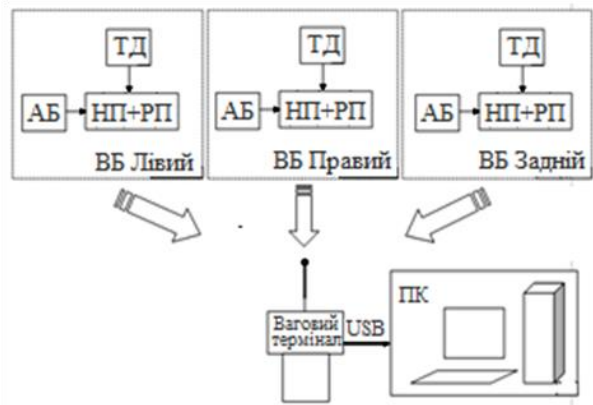 ТД
АБ НП+РП
ВБ Лівий
ТД
АБ НП+РП
ВБ Правий
ТД
АБ НП+РП
ВБ Задній
ПК
Ваговий
термінал
USB